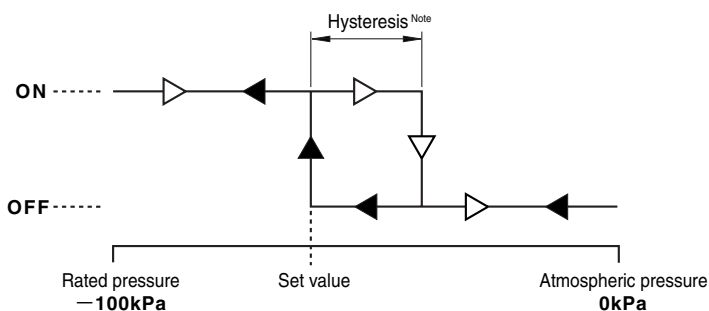 Hysteresis Note
ON
OFF
Rated pressure
－100kPa
Set value
Atmospheric pressure
0kPa